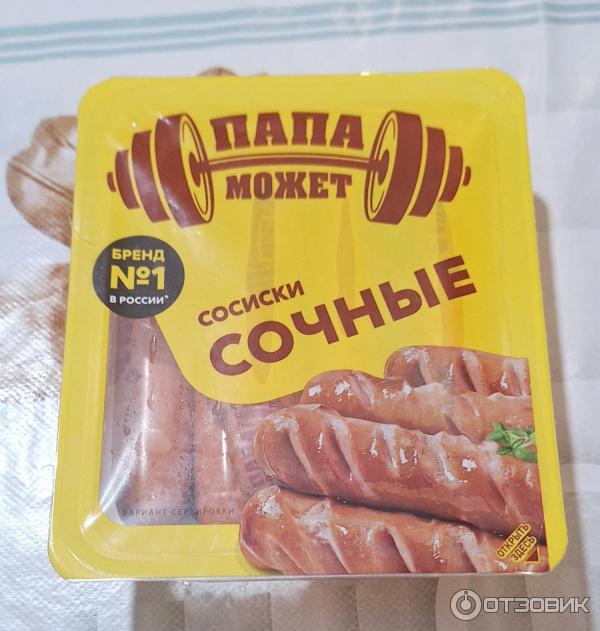 ПАПА
МОЖЕТ
БРЕНД
№1
В РОССИИ*
СОСИСКИ
СОЧНЫЕ
ВАРИАНТ СЕРВИРОВКИ
ОТКРЫТЬ
ЗДЕСЬ
ОТЗОВИК